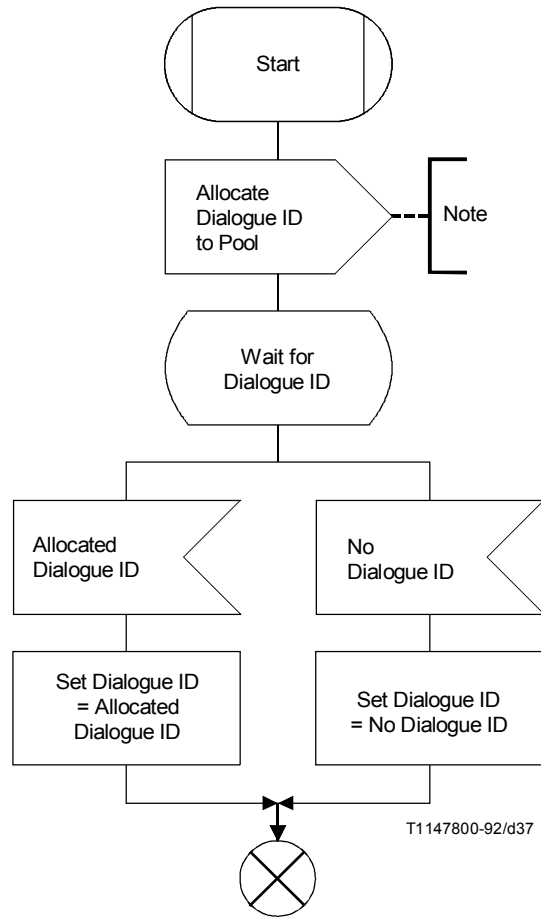 Start
Allocate
Dialogue ID
to Pool
Note
Wait for
Dialogue ID
Allocated
Dialogue ID
No
Dialogue ID
Set Dialogue ID
= Allocated
Dialogue ID
Set Dialogue ID
= No Dialogue ID
T1147800-92/d37